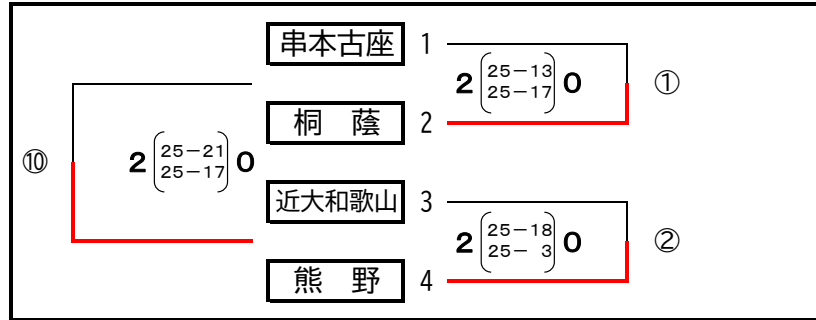 串本古座 1
2 25－13 0 ①
25－17
桐　蔭 2
⑩ 2 25－21 0
25－17
近大和歌山 3
2 25－18 0 ②
25－ 3
熊　野 4